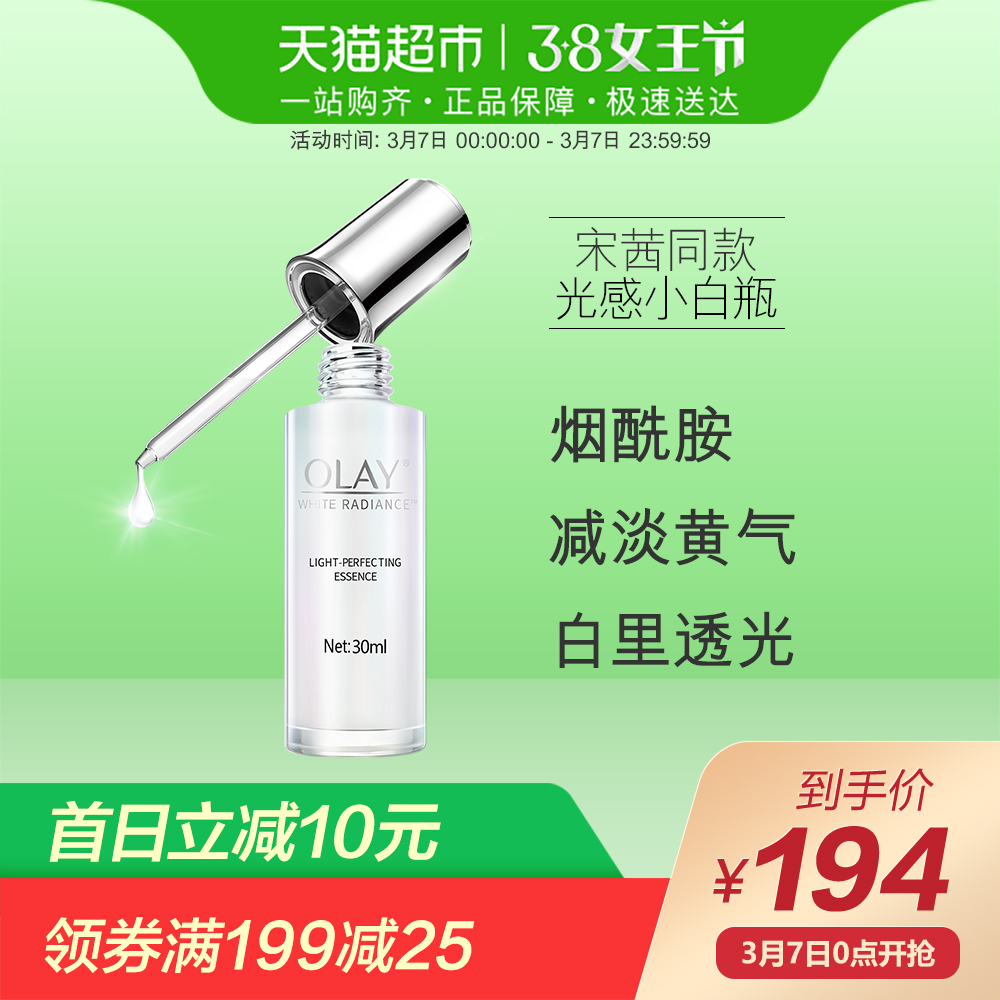 天猫超市 | 3·8女王节
一站购齐·正品保障·极速送达
活动时间: 3月7日 00:00:00 - 3月7日 23:59:59
宋茜同款
光感小白瓶
烟酰胺
减淡黄气
白里透光
OLAY®
WHITE RADIANCE™
LIGHT-PERFECTING
ESSENCE
Net:30ml
首日立减10元
领券满199减25
到手价
¥194
3月7日0点开抢